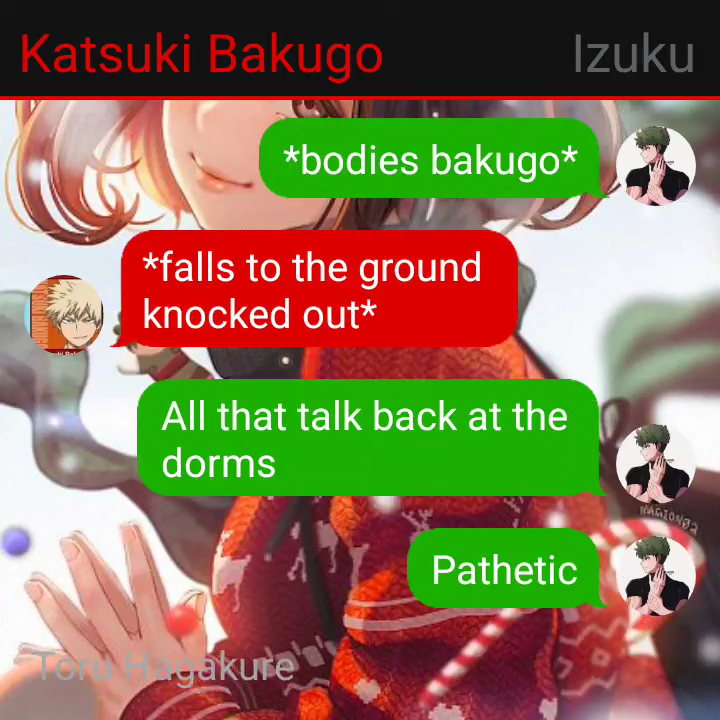 Katsuki Bakugo
Izuku
*bodies bakugo*
*falls to the ground
knocked out*
All that talk back at the
dorms
Pathetic
Toru Hagakure